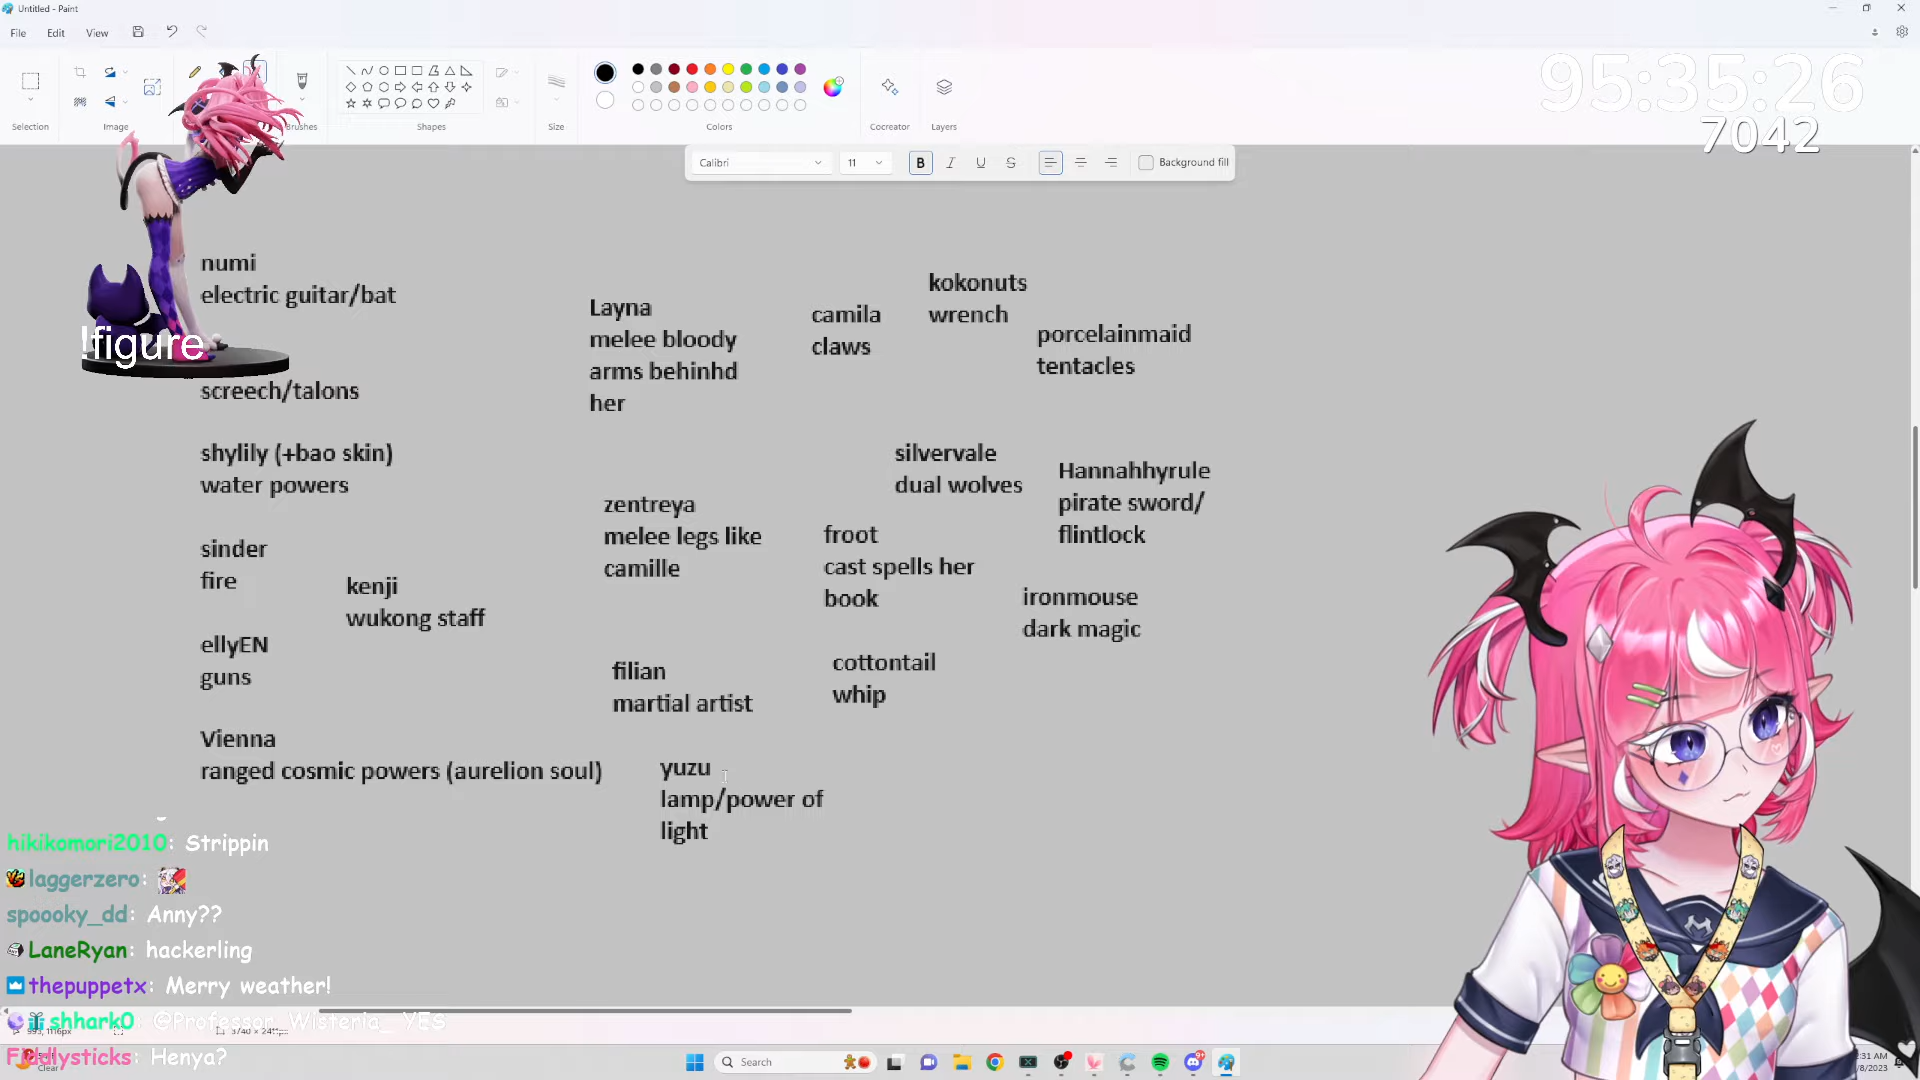 Untitled - Paint
File Edit View
Selection Image Brushes Shapes Size Colors Cocreator Layers
95:35:26
7042
Calibri 11 B I U S Background fill
numi
electric guitar/bat
!figure
screech/talons
shylily (+bao skin)
water powers
sinder
fire
kenji
wukong staff
ellyEN
guns
Vienna
ranged cosmic powers (aurelion soul)
Layna
melee bloody
arms behinhd
her
zentreya
melee legs like
camille
filian
martial artist
yuzu
lamp/power of
light
camila
claws
kokonuts
wrench
porcelainmaid
tentacles
silvervale
dual wolves
Hannahhyrule
pirate sword/
flintlock
froot
cast spells her
book
ironmouse
dark magic
cottontail
whip
hikikomori2010: Strippin
laggerzero:
spoooky_dd: Anny??
LaneRyan: hackerling
thepuppetx: Merry weather!
shhark0: @Professor_Wisteria_ YES
Fiddlysticks: Henya?
Clear
Search